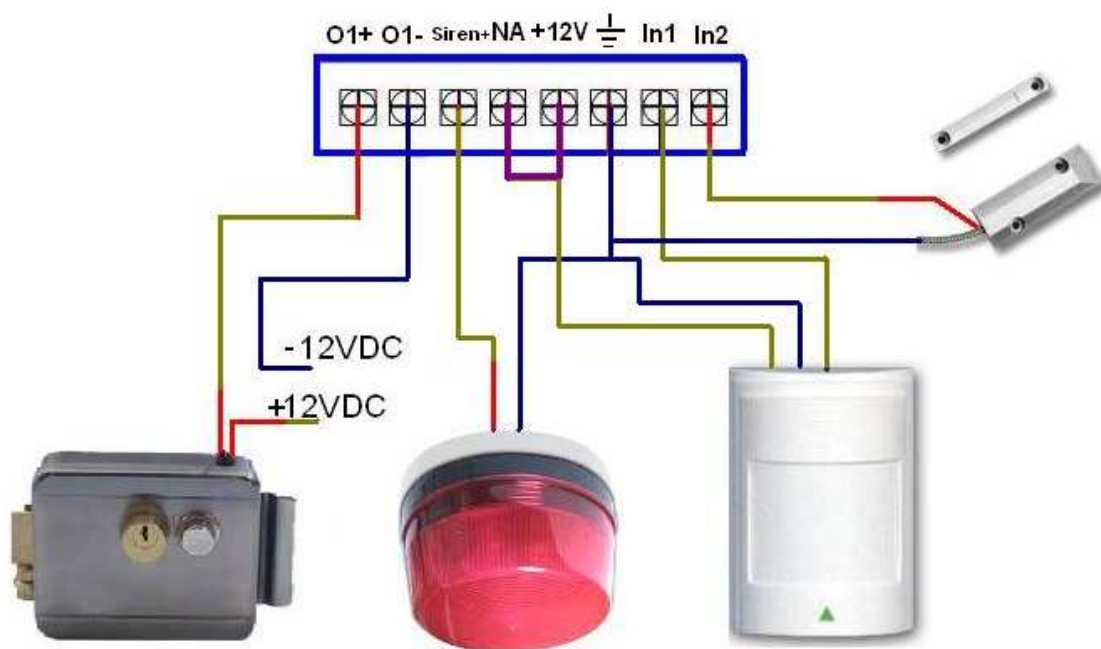 O1+ O1- Siren+ NA +12V In1 In2
-12VDC
+12VDC